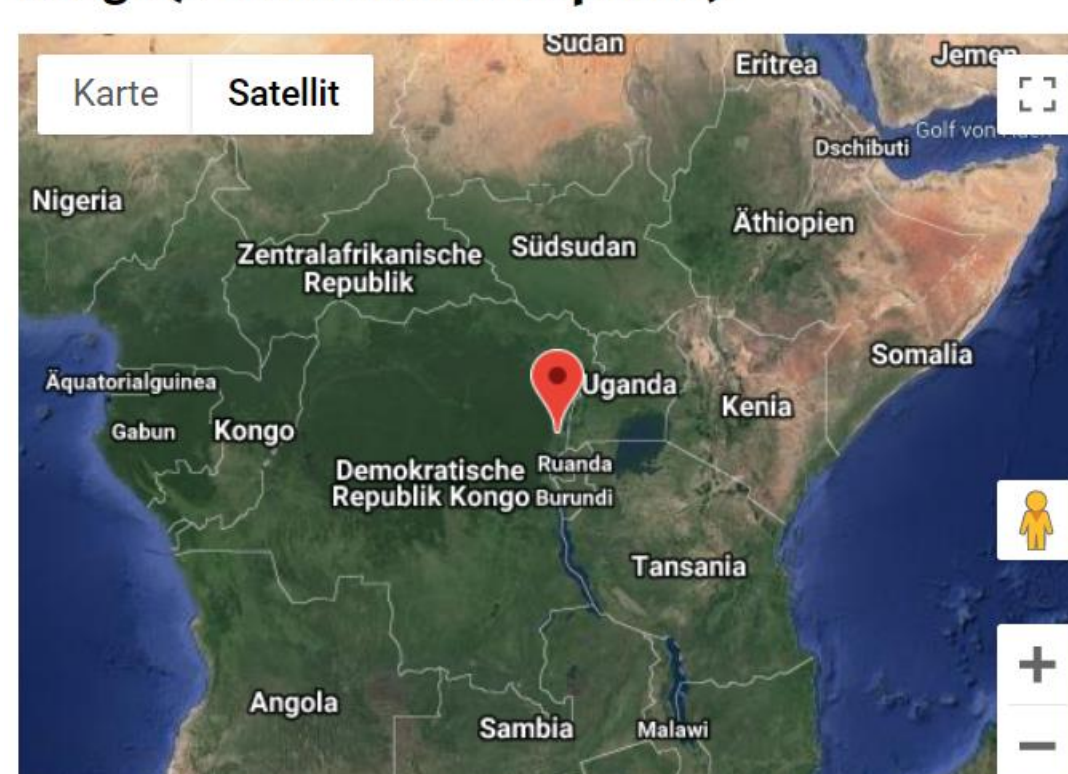 Karte
Satellit
Sudan
Eritrea
Jemen
Golf von Aden
Dschibuti
Nigeria
Äthiopien
Zentralafrikanische
Republik
Südsudan
Somalia
Äquatorialguinea
Uganda
Kenia
Gabun
Kongo
Demokratische
Republik Kongo
Ruanda
Burundi
Tansania
Angola
Sambia
Malawi